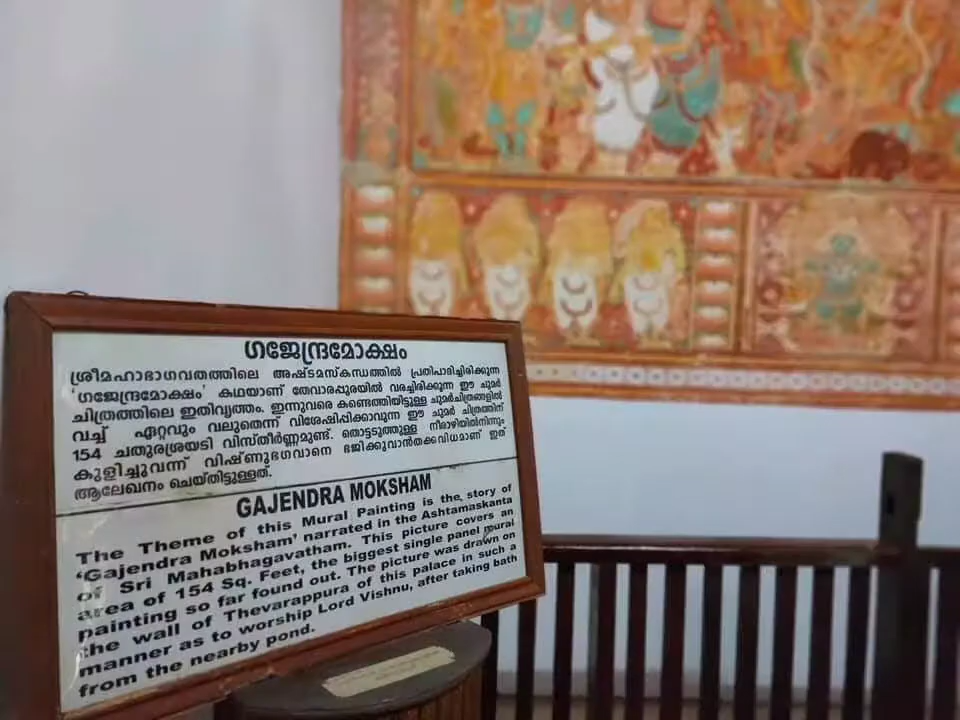 ഗജേന്ദ്രമോക്ഷം
ശ്രീമഹാഭാഗവതത്തിലെ അഷ്ടമസ്കന്ധത്തിൽ പ്രതിപാദിച്ചിരിക്കുന്ന
'ഗജേന്ദ്രമോക്ഷം' കഥയാണ് തേവാരപ്പുരയിൽ വരച്ചിരിക്കുന്ന ഈ ചുമർ
ചിത്രത്തിലെ ഇതിവൃത്തം. ഇന്നുവരെ കണ്ടെത്തിയിട്ടുള്ള ചുമർചിത്രങ്ങളിൽ
വച്ച് ഏറ്റവും വലുതെന്ന് വിശേഷിപ്പിക്കാവുന്ന ഈ ചുമർ ചിത്രത്തിന്
154 ചതുരശ്രയടി വിസ്തീർണ്ണമുണ്ട്. തൊട്ടടുത്തുള്ള നീരാഴിയിൽനിന്നും
കുളിച്ചുവന്ന് വിഷ്ണുഭഗവാനെ ഭജിക്കുവാൻതക്കവിധമാണ് ഇത്
ആലേഖനം ചെയ്തിട്ടുള്ളത്.
GAJENDRA MOKSHAM
The Theme of this Mural Painting is the story of
'Gajendra Moksham' narrated in the Ashtamaskanta
of Sri Mahabhagavatham. This picture covers an
area of 154 Sq. Feet, the biggest single panel mural
painting so far found out. The picture was drawn on
the wall of Thevarappura of this palace in such a
manner as to worship Lord Vishnu, after taking bath
from the nearby pond.